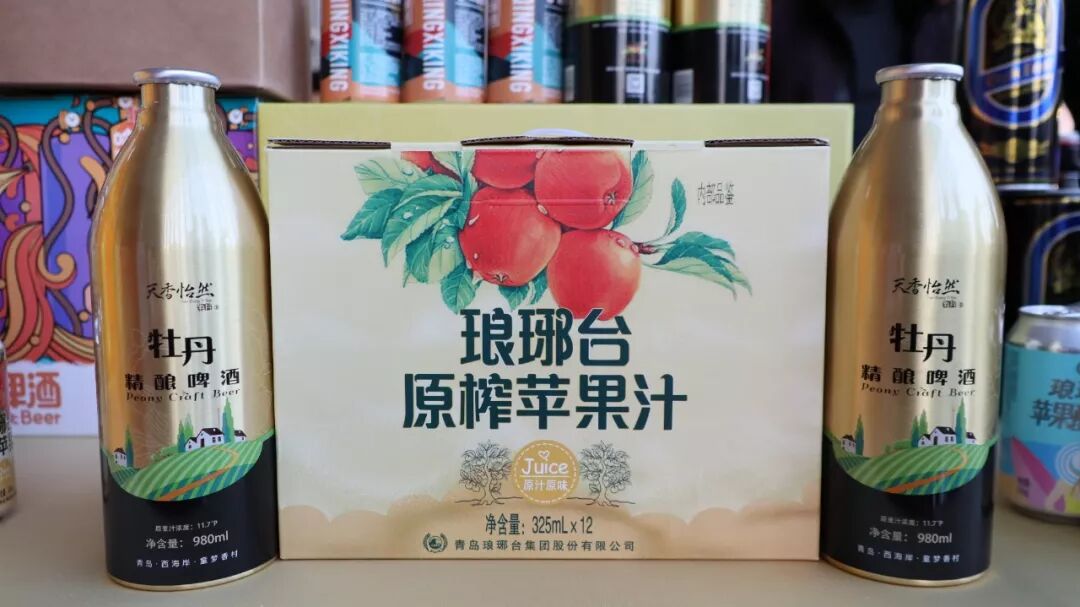 MINGXIKING
XIKING
XIKING
啤酒
Beer
天香怡然
牡丹
精酿啤酒
Peony Craft Beer
原麦汁浓度：11.7°P
净含量： 980ml
青岛·西海岸·童梦香村
内部品鉴
琅琊台
原榨苹果汁
Juice
原汁原味
净含量：325mL×12
青岛琅琊台集团股份有限公司
天香怡然
牡丹
精酿啤酒
Peony Craft Beer
原麦汁浓度：11.7°P
净含量： 980ml
青岛·西海岸·童梦香村
琅
苹果